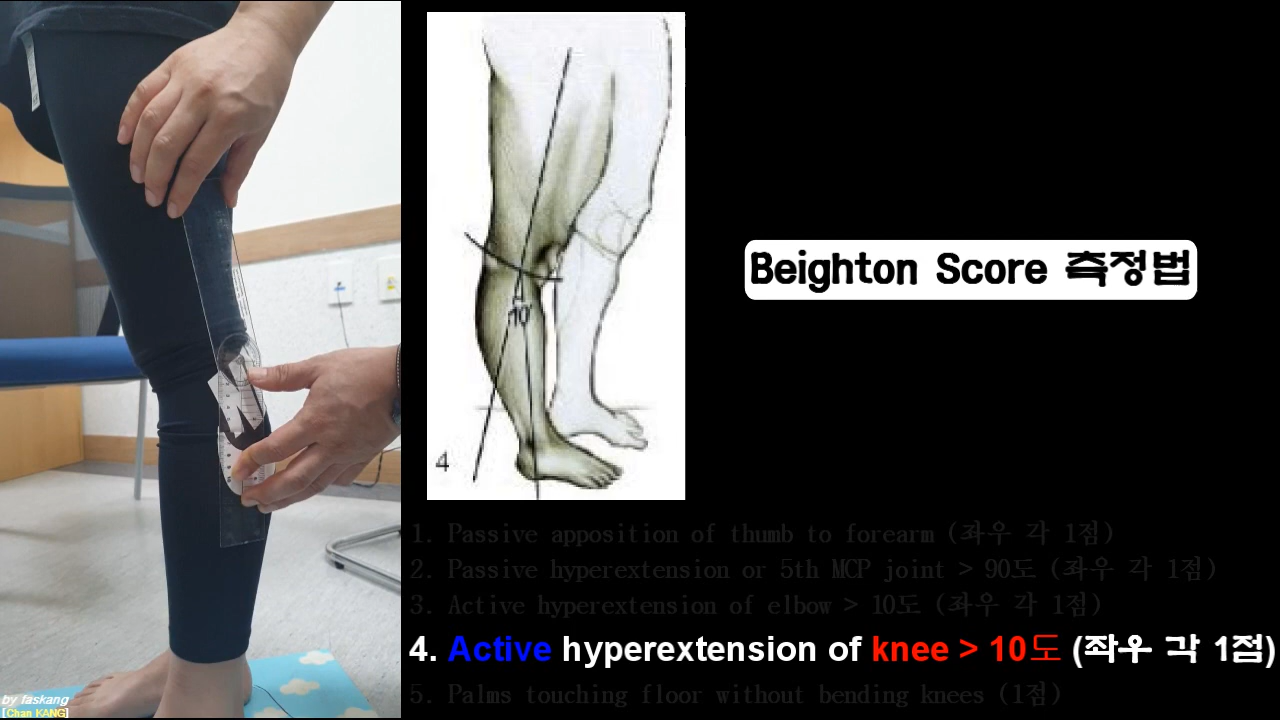 Beighton Score 측정법
10
4
1. Passive apposition of thumb to forearm (좌우 각 1점)
2. Passive hyperextension or 5th MCP joint > 90도 (좌우 각 1점)
3. Active hyperextension of elbow > 10도 (좌우 각 1점)
4. Active hyperextension of knee > 10도 (좌우 각 1점)
5. Palms touching floor without bending knees (1점)
by faskang
[Chan KANG]